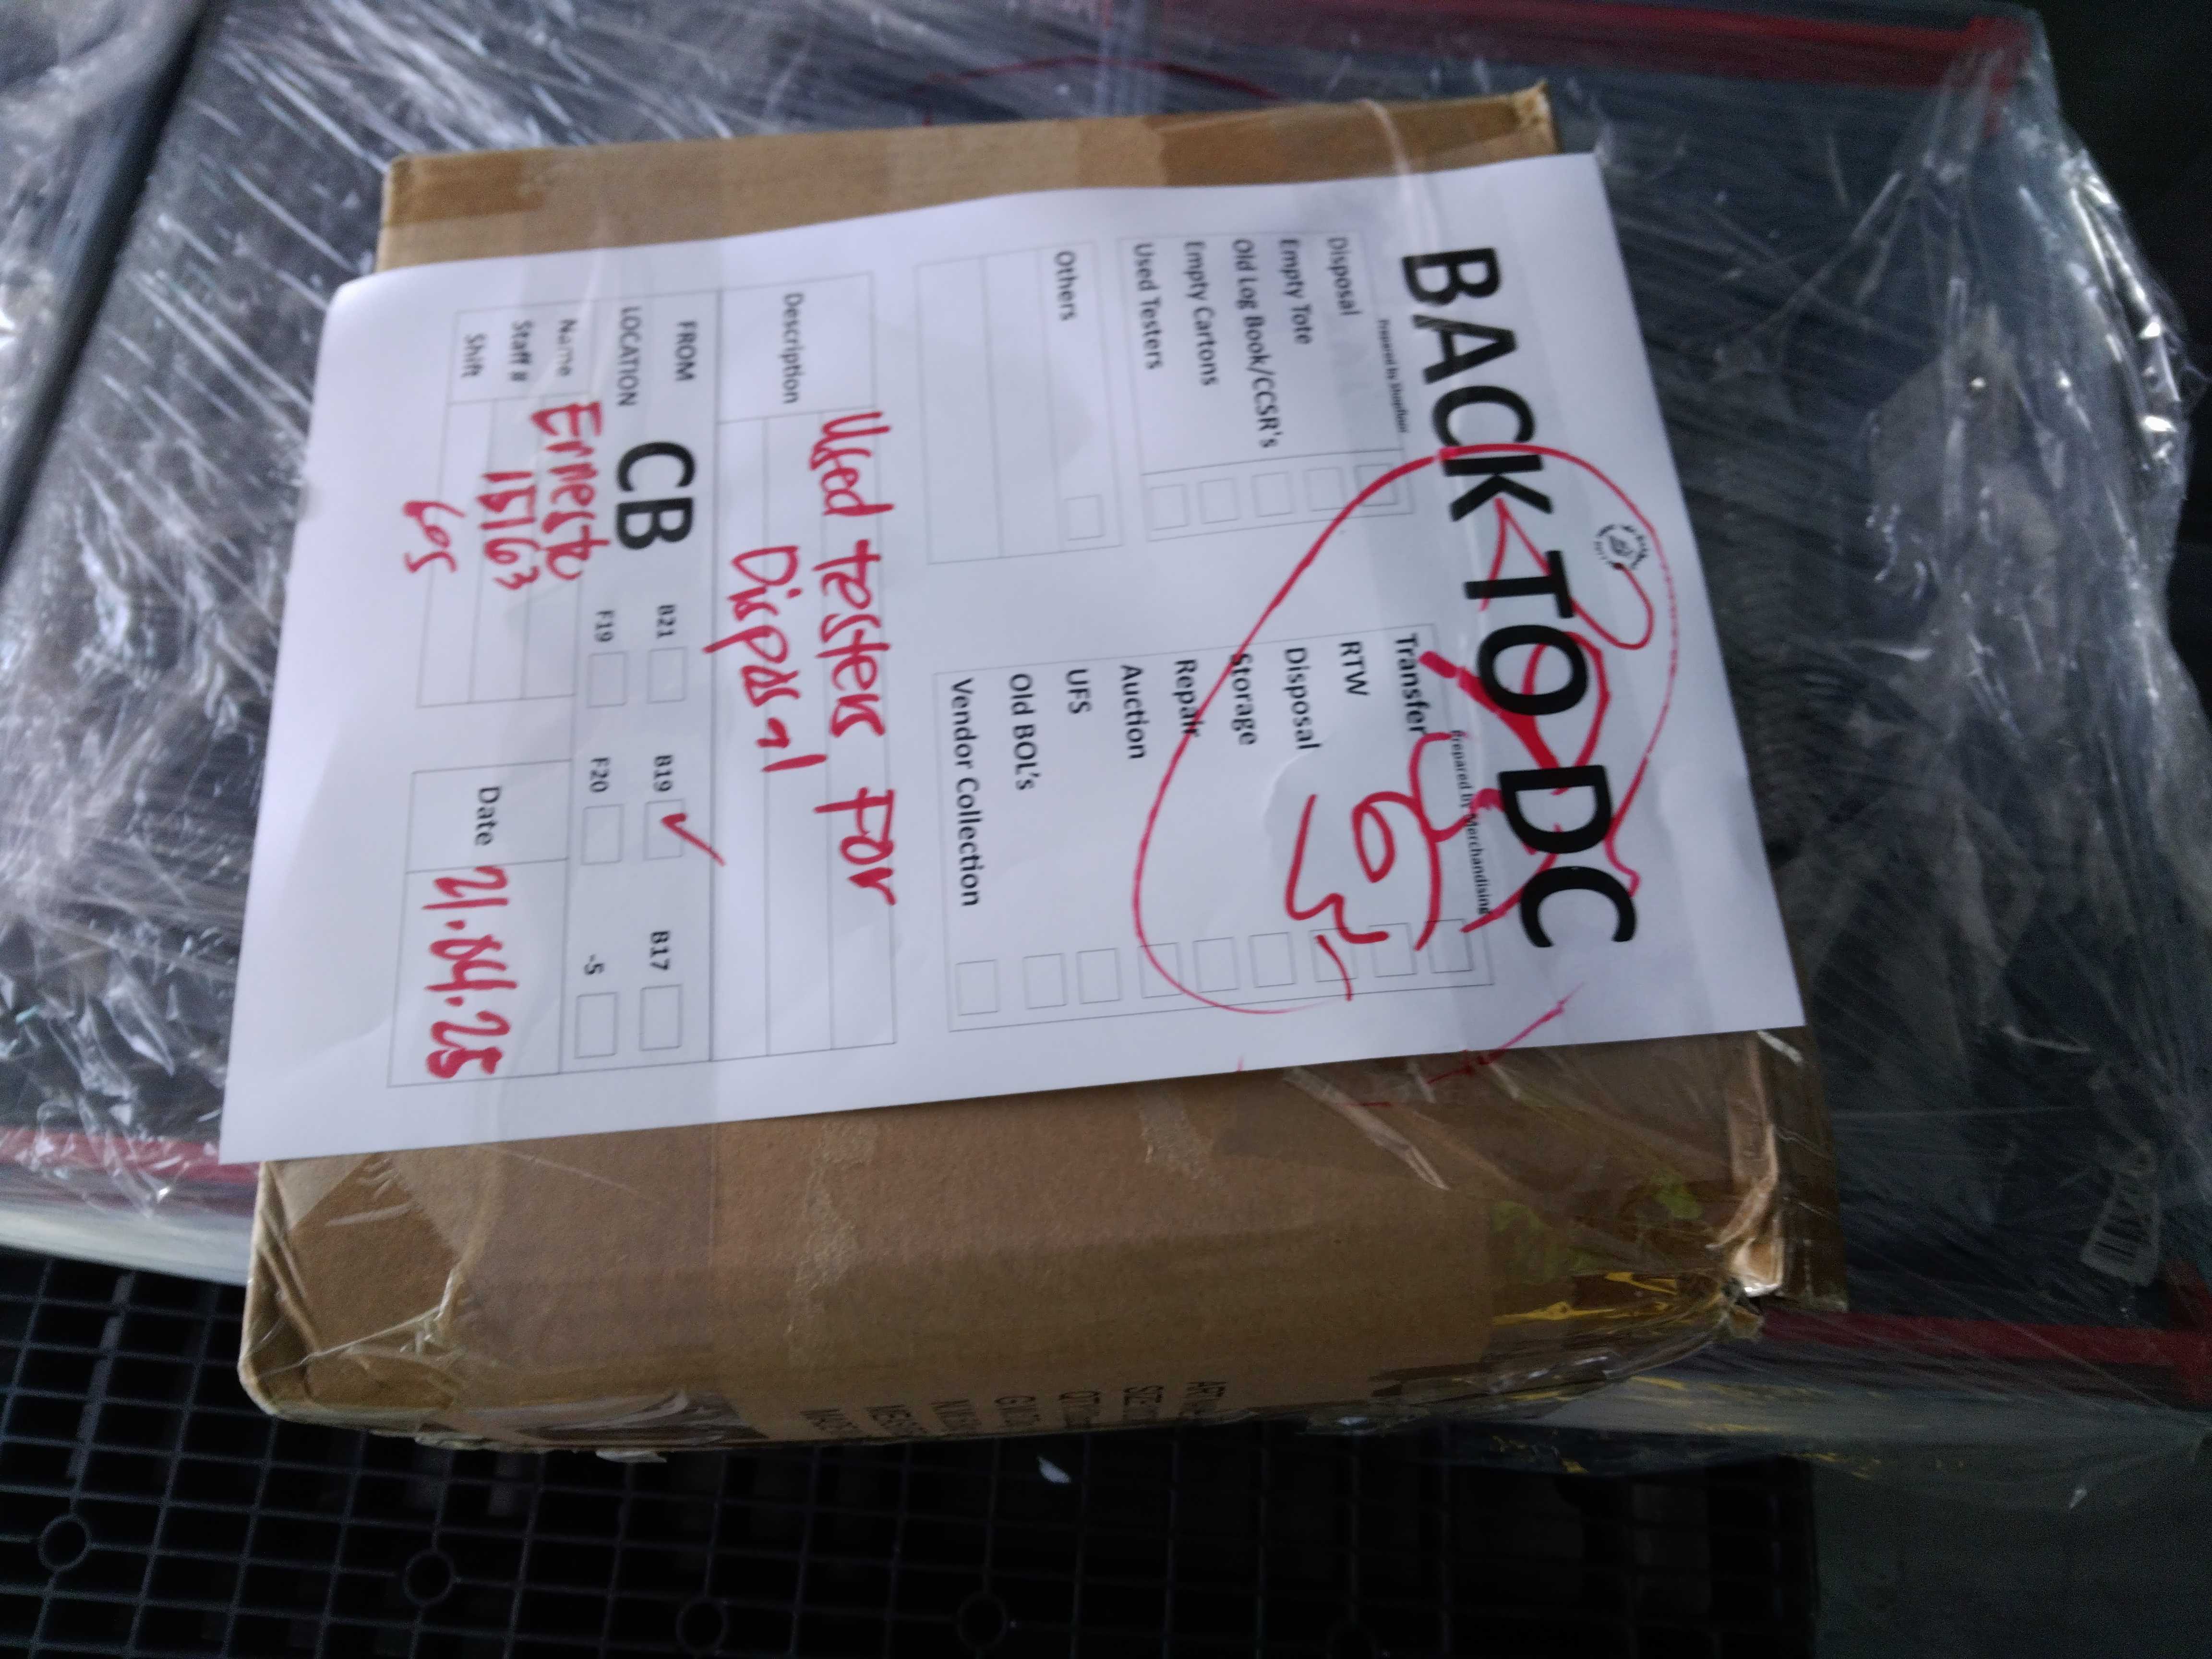 BACK TO DC
Prepared by Shopfloor
Prepared by Merchandising
Disposal
Empty Tote
Old Log Book/CSR's
Empty Cartons
Used Testers
Others
Transfer
RTW
Disposal
Storage
Repair
Auction
UFS
Old BOL's
Vendor Collection
Description
Used testers For
Disposal
FROM
LOCATION
CB
B21
B19 ✓
B17
F19
F20
-5
Name Ernesto
Staff # 15163
Shift
Date 21.04.25